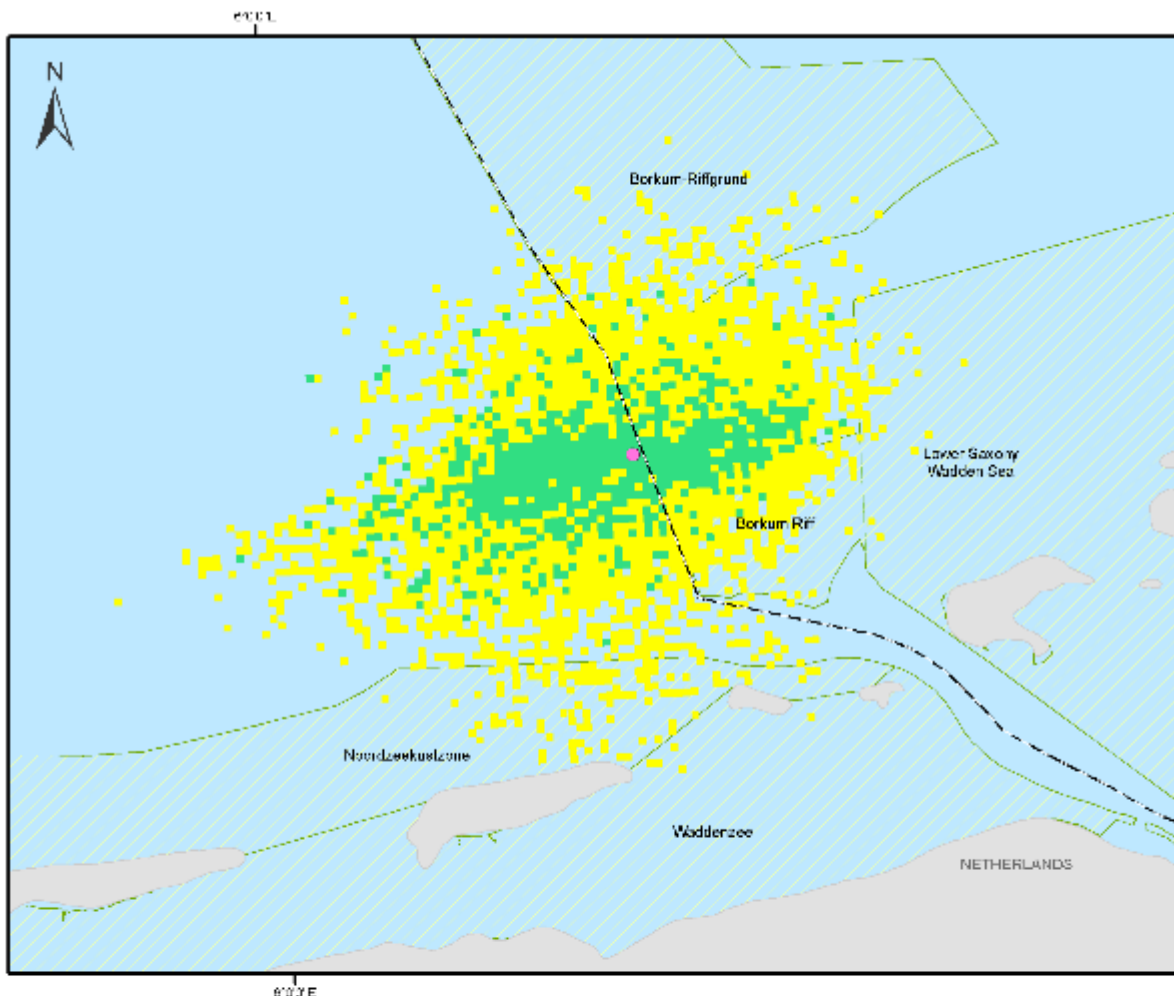 N
Borkum-Riffgrund
Lower Saxony
Wadden Sea
Borkum Riff
Noordzeekustzone
Waddenzee
NETHERLANDS